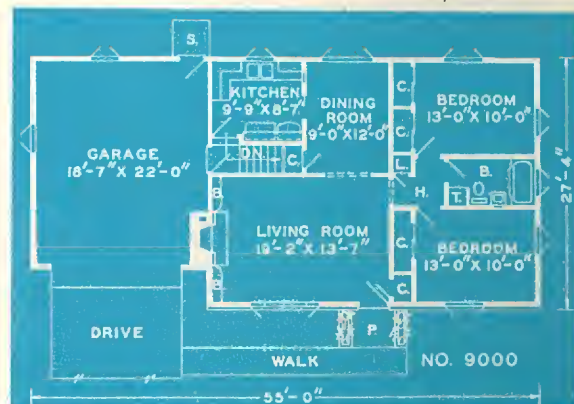 S.
KITCHEN
9'-9"X8'-7"
DINING
ROOM
9'-0"X12'-0"
C.
C.
BEDROOM
13'-0"X10'-0"
GARAGE
18'-7"X 22'-0"
DN.
C.
L.
B.
T.
H.
27'-4"
B
LIVING ROOM
19'-2"X 13'-7"
C.
C.
BEDROOM
13'-0"X10'-0"
B
DRIVE
P.
WALK
NO. 9000
55'-0"